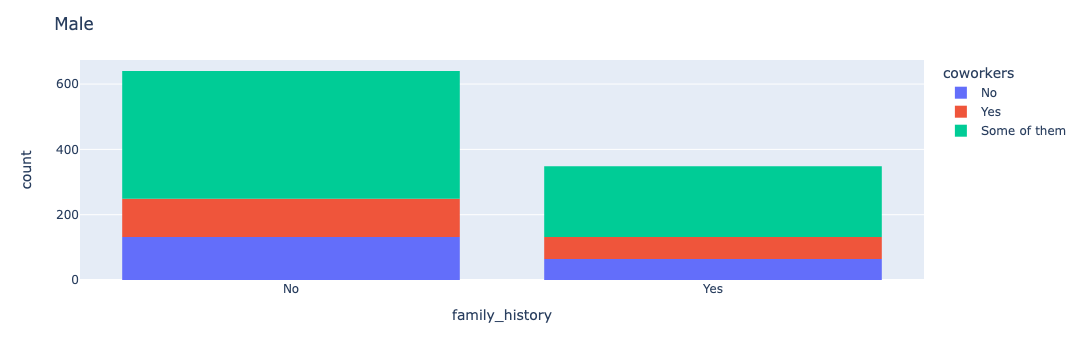 Male
count
600
400
200
0
No
Yes
family_history
coworkers
No
Yes
Some of them